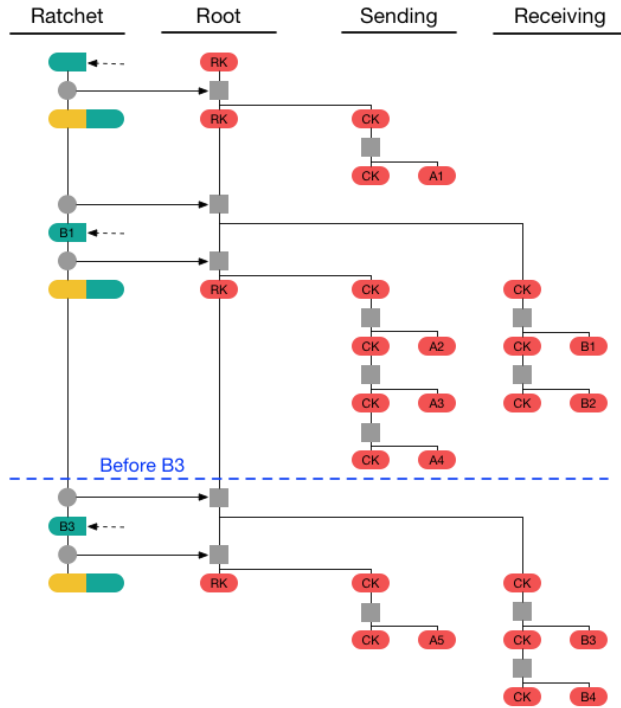 Ratchet Root Sending Receiving
RK
RK CK
CK A1
B1
RK CK CK
CK A2 CK B1
CK A3 CK B2
CK A4
Before B3
B3
RK CK CK
CK A5 CK B3
CK B4